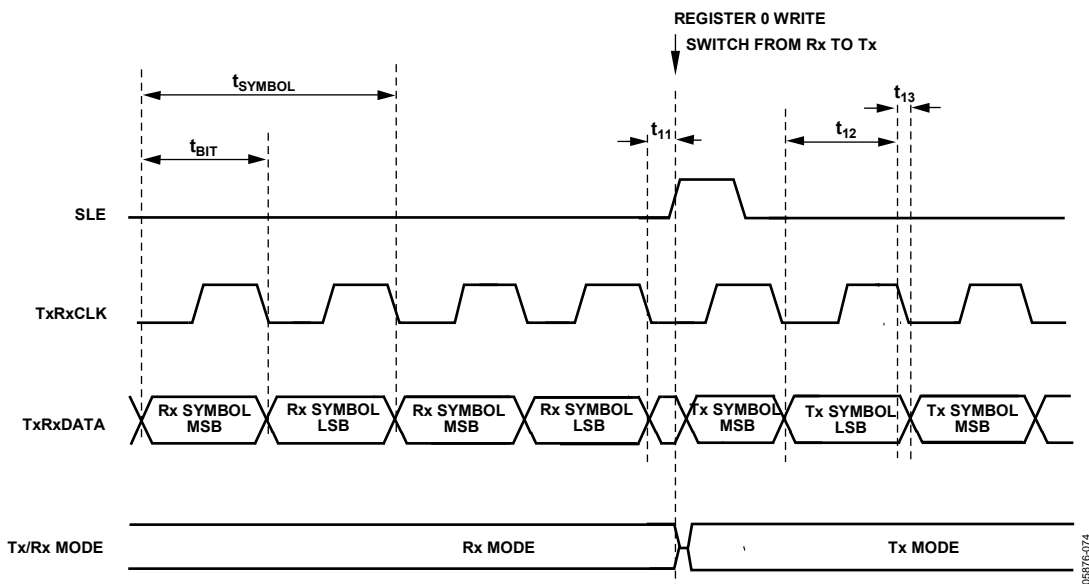 REGISTER 0 WRITE
SWITCH FROM Rx TO Tx
tSYMBOL
t13
t11
t12
tBIT
SLE
TxRxCLK
TxRxDATA
Rx SYMBOL
MSB
Rx SYMBOL
LSB
Rx SYMBOL
MSB
Rx SYMBOL
LSB
Tx SYMBOL
MSB
Tx SYMBOL
LSB
Tx SYMBOL
MSB
Tx/Rx MODE
Rx MODE
Tx MODE
05876-074